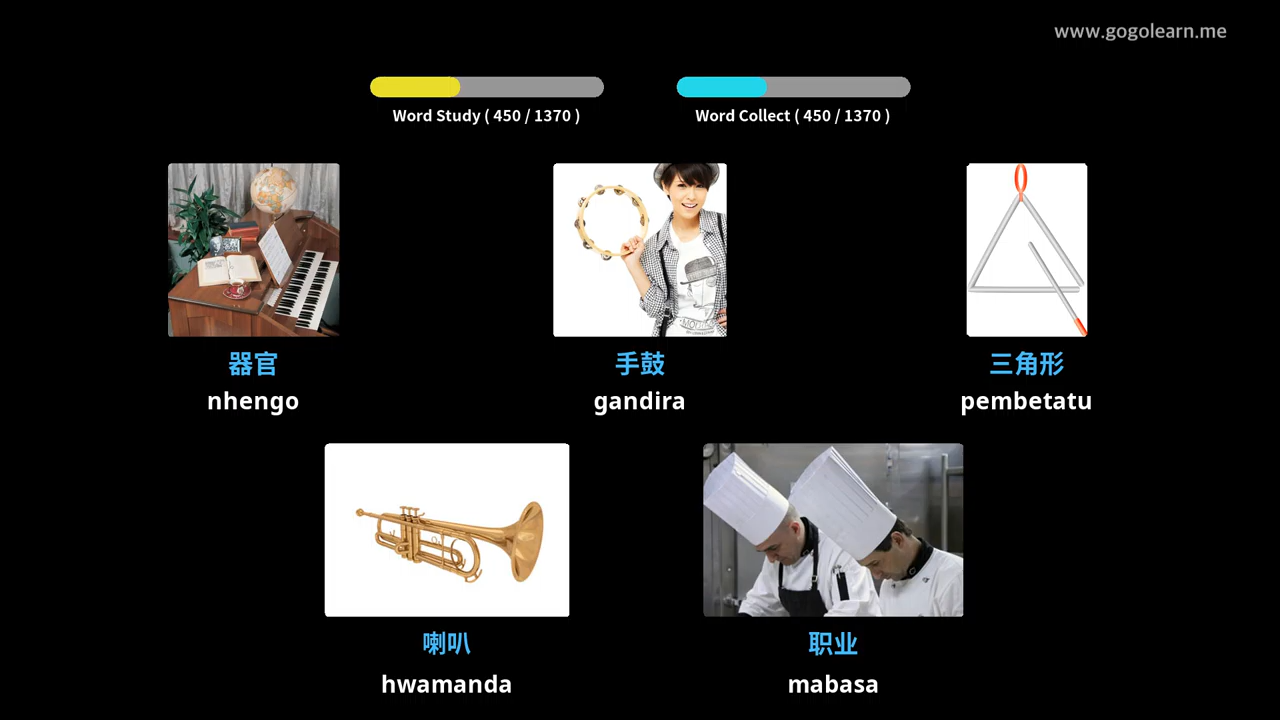 www.gogolearn.me
Word Study ( 450 / 1370 )
Word Collect ( 450 / 1370 )
器官
手鼓
三角形
nhengo
gandira
pembetatu
喇叭
职业
hwamanda
mabasa